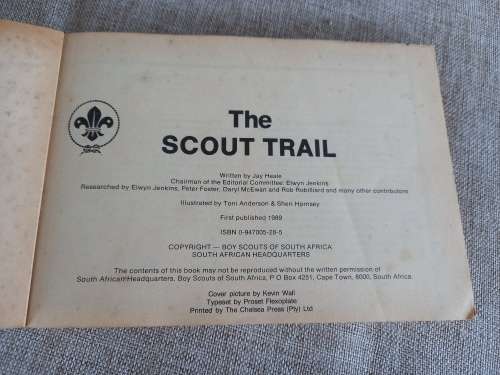 The
SCOUT TRAIL
Written by Jay Heale
Chairman of the Editorial Committee: Elwyn Jenkins
Researched by Elwyn Jenkins, Peter Foster, Daryl McEwan and Rob Robilliard and many other contributors
Illustrated by Toni Anderson & Sheri Hamsey
First published 1989
ISBN 0-947005-28-5
COPYRIGHT — BOY SCOUTS OF SOUTH AFRICA
SOUTH AFRICAN HEADQUARTERS
The contents of this book may not be reproduced without the written permission of
South African Headquarters, Boy Scouts of South Africa, P O Box 4251, Cape Town, 8000, South Africa.
Cover picture by Kevin Wall
Typeset by Proset Flexoplate
Printed by The Chelsea Press (Pty) Ltd